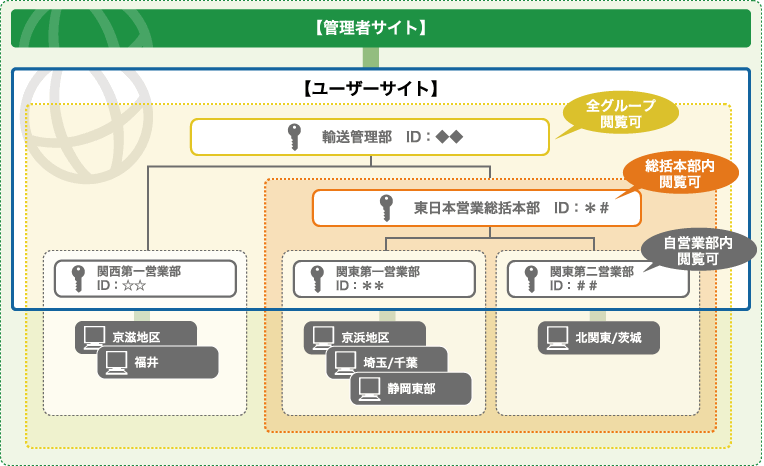 【管理者サイト】
【ユーザーサイト】
全グループ
閲覧可
輸送管理部　ID：◆◆
総括本部内
閲覧可
東日本営業総括本部　ID：＊＃
自営業部内
閲覧可
関西第一営業部
ID：☆☆
関東第一営業部
ID：＊＊
関東第二営業部
ID：＃＃
京滋地区
福井
京浜地区
埼玉/千葉
静岡東部
北関東/茨城